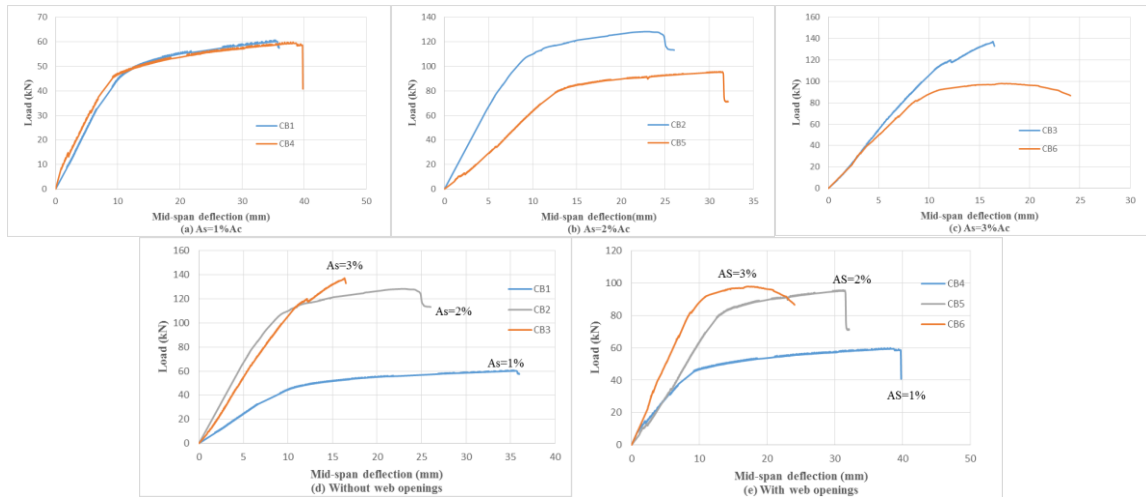 70
60
50
40
30
20
10
0
Load (kN)
CB1
CB4
0 10 20 30 40 50
Mid-span deflection (mm)
(a) As=1%Ac
140
120
100
80
60
40
20
0
Load (kN)
CB2
CB5
0 5 10 15 20 25 30 35
Mid-span deflection(mm)
(b) As=2%Ac
160
140
120
100
80
60
40
20
0
Load (kN)
CB3
CB6
0 5 10 15 20 25 30
Mid-span deflection (mm)
(c) As=3%Ac
160
140
120
100
80
60
40
20
0
Load (kN)
As=3%
As=2%
As=1%
CB1
CB2
CB3
0 5 10 15 20 25 30 35 40
Mid-span deflection (mm)
(d) Without web openings
120
100
80
60
40
20
0
Load (kN)
AS=3%
AS=2%
AS=1%
CB4
CB5
CB6
0 10 20 30 40 50
Mid-span deflection (mm)
(e) With web openings